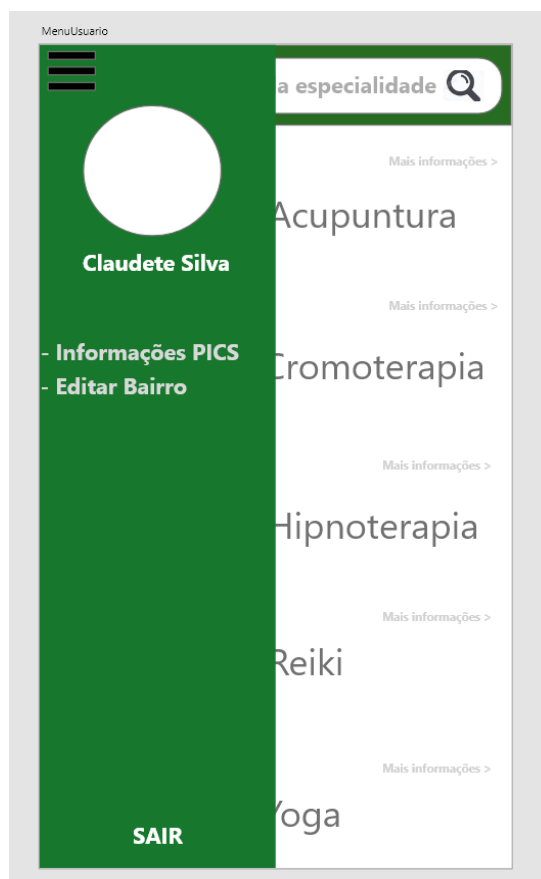 MenuUsuario
a especialidade
Claudete Silva
- Informações PICS
- Editar Bairro
SAIR
Mais informações >
Acupuntura
Mais informações >
Cromoterapia
Mais informações >
Hipnoterapia
Mais informações >
Reiki
Mais informações >
Yoga